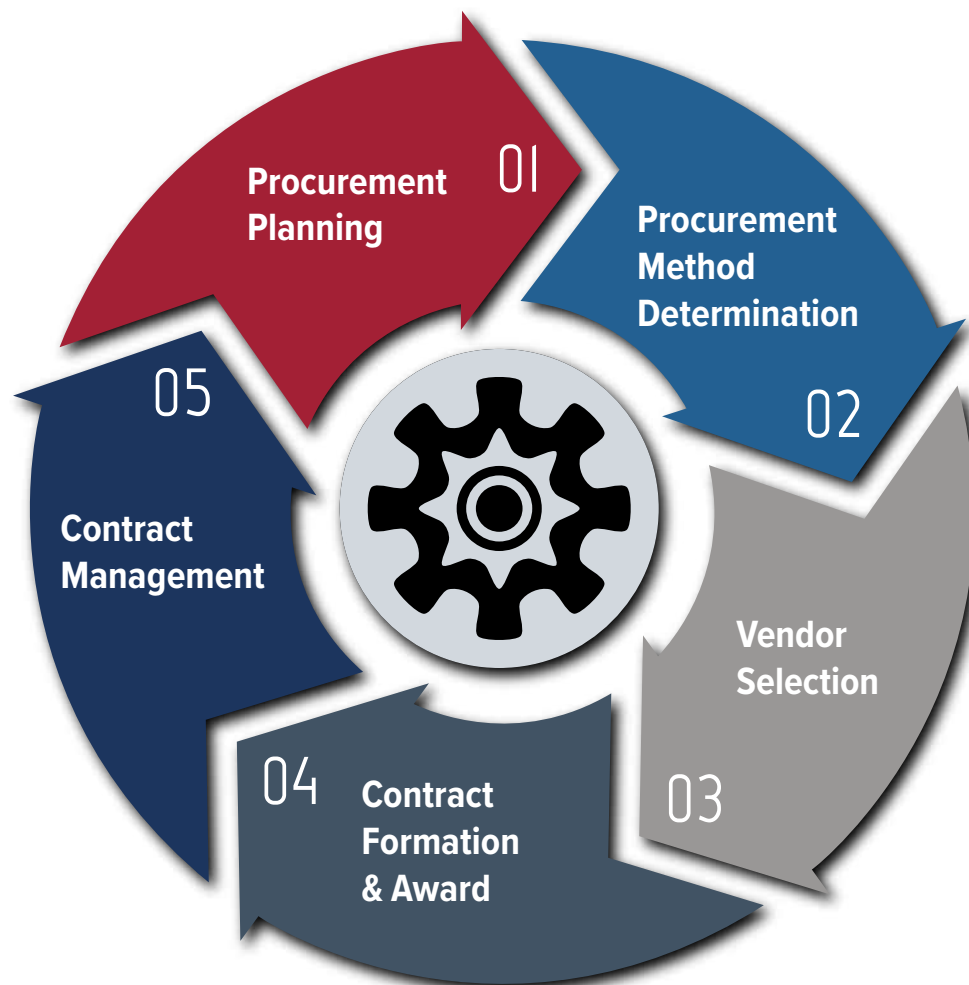 01
Procurement
Planning
Procurement
Method
Determination
02
Vendor
Selection
03
04
Contract
Formation
& Award
05
Contract
Management